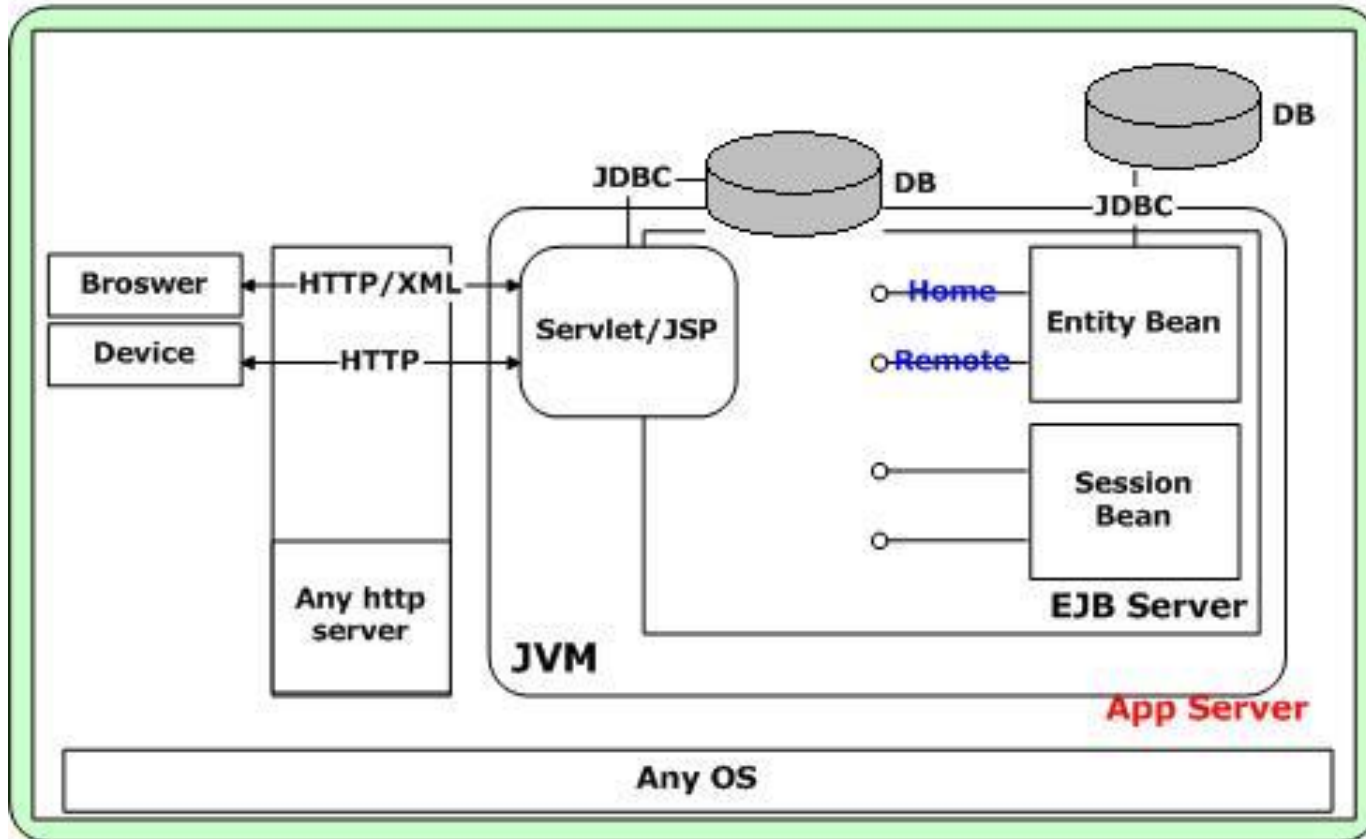 DB
JDBC
DB
JDBC
Broswer
HTTP/XML
Home
Servlet/JSP
Entity Bean
Device
HTTP
Remote
Session
Bean
Any http
server
EJB Server
JVM
App Server
Any OS